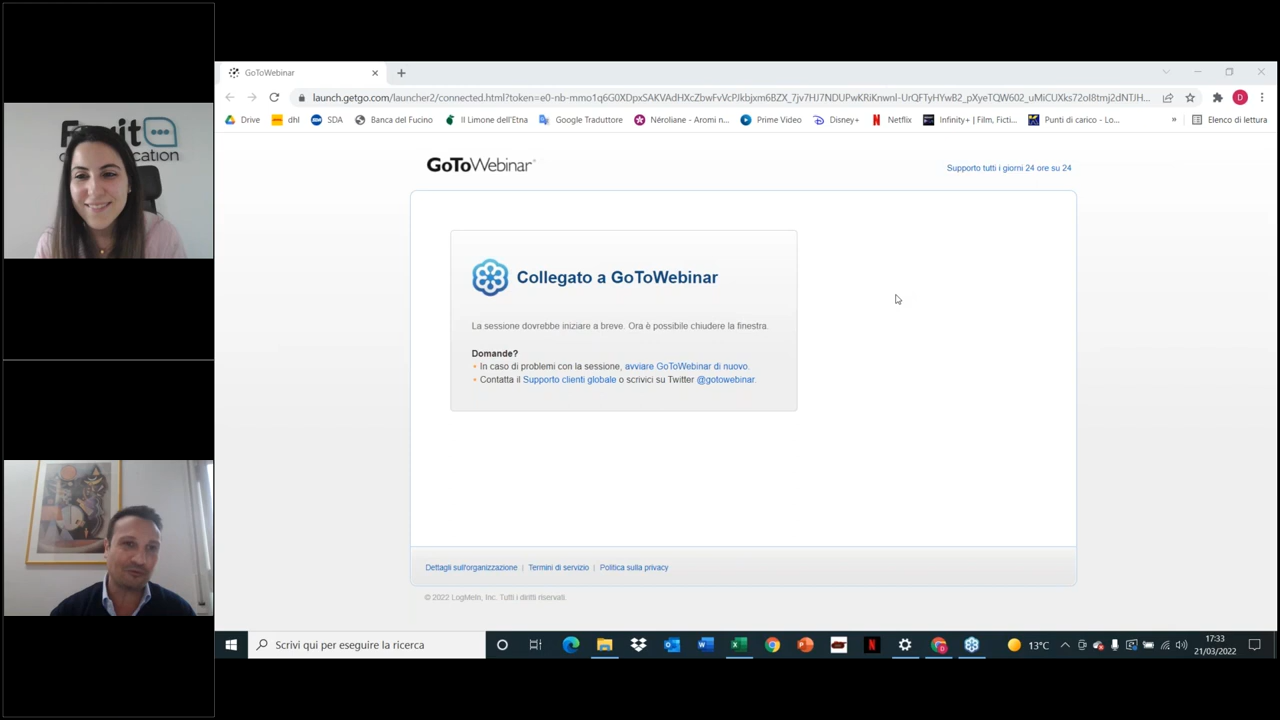 GoToWebinar
launch.getgo.com/launcher2/connected.html?token=e0-nb-mmo1q6G0XDpxSAKVAdHXcZbwFvVcPJkbjxm6BZX_7jv7HJ7NDUPwKRiKnwnI-UrQFTyHYwB2_pXyeTQW602_uMiCUXks72ol8tmj2dNTJH...
Drive dhl SDA Banca del Fucino Il Limone dell'Etna Google Traduttore Néroliane - Aromi n... Prime Video Disney+ Netflix Infinity+ | Film, Ficti... Punti di carico - Lo... » Elenco di lettura
GoToWebinar
Supporto tutti i giorni 24 ore su 24
Collegato a GoToWebinar
La sessione dovrebbe iniziare a breve. Ora è possibile chiudere la finestra.
Domande?
• In caso di problemi con la sessione, avviare GoToWebinar di nuovo.
• Contatta il Supporto clienti globale o scrivici su Twitter @gotowebinar.
Dettagli sull'organizzazione | Termini di servizio | Politica sulla privacy
© 2022 LogMeIn, Inc. Tutti i diritti riservati.
Scrivi qui per eseguire la ricerca
13°C
17:33
21/03/2022